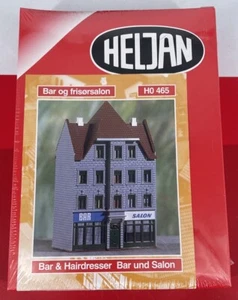 HELJAN
Bar og frisørsalon
H0 465
BAR
SALON
Bar & Hairdresser Bar und Salon